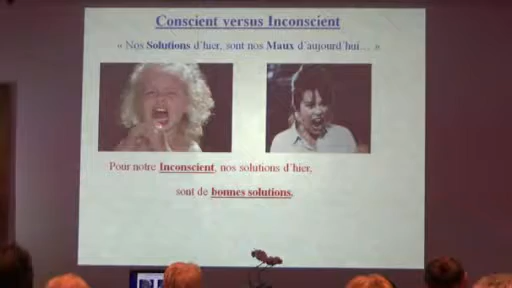 Conscient versus Inconscient
« Nos Solutions d'hier, sont nos Maux d'aujourd'hui… »
Pour notre Inconscient, nos solutions d'hier,
sont de bonnes solutions.